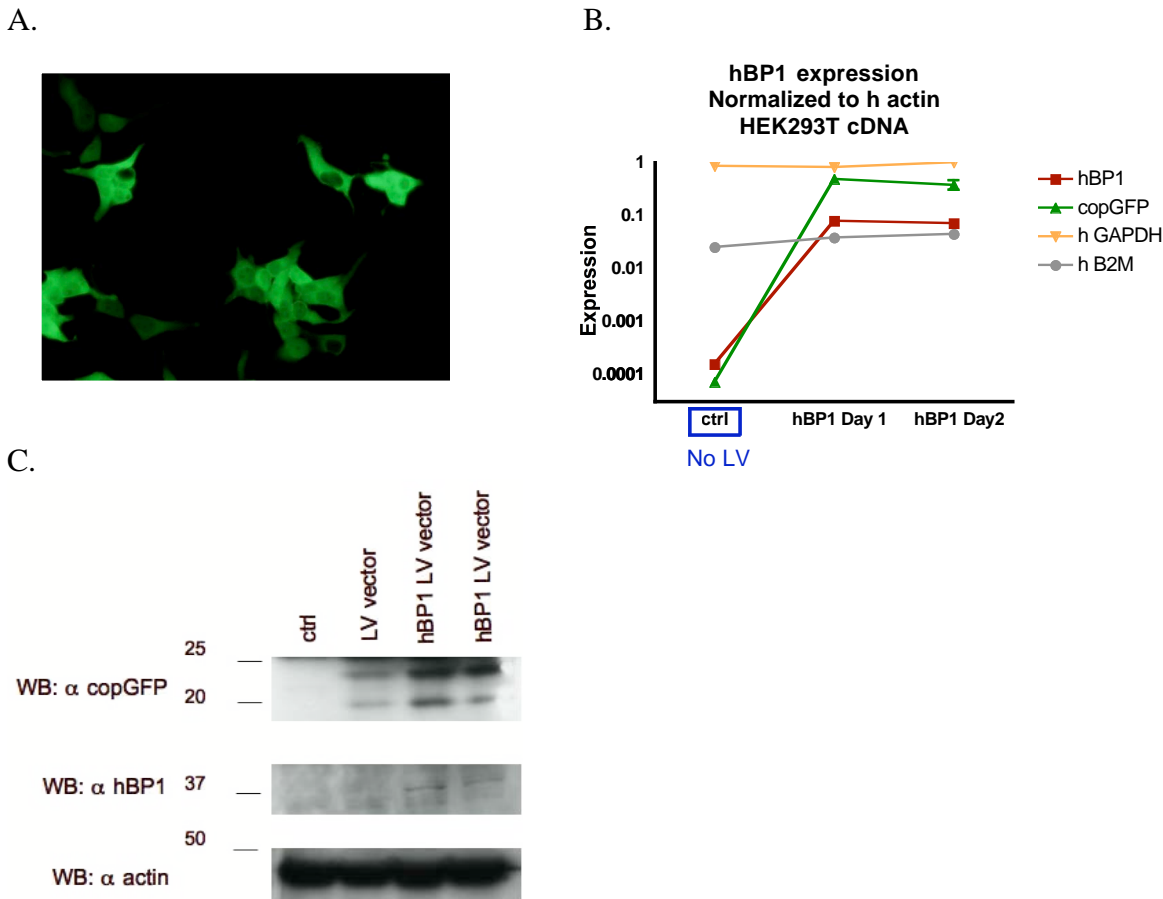 A.
B.
hBP1 expression
Normalized to h actin
HEK293T cDNA
1
0.1
0.01
0.001
0.0001
Expression
ctrl
hBP1 Day 1
hBP1 Day2
No LV
hBP1
copGFP
h GAPDH
h B2M
C.
ctrl
LV vector
hBP1 LV vector
hBP1 LV vector
25
WB: α copGFP
20
WB: α hBP1
37
50
WB: α actin